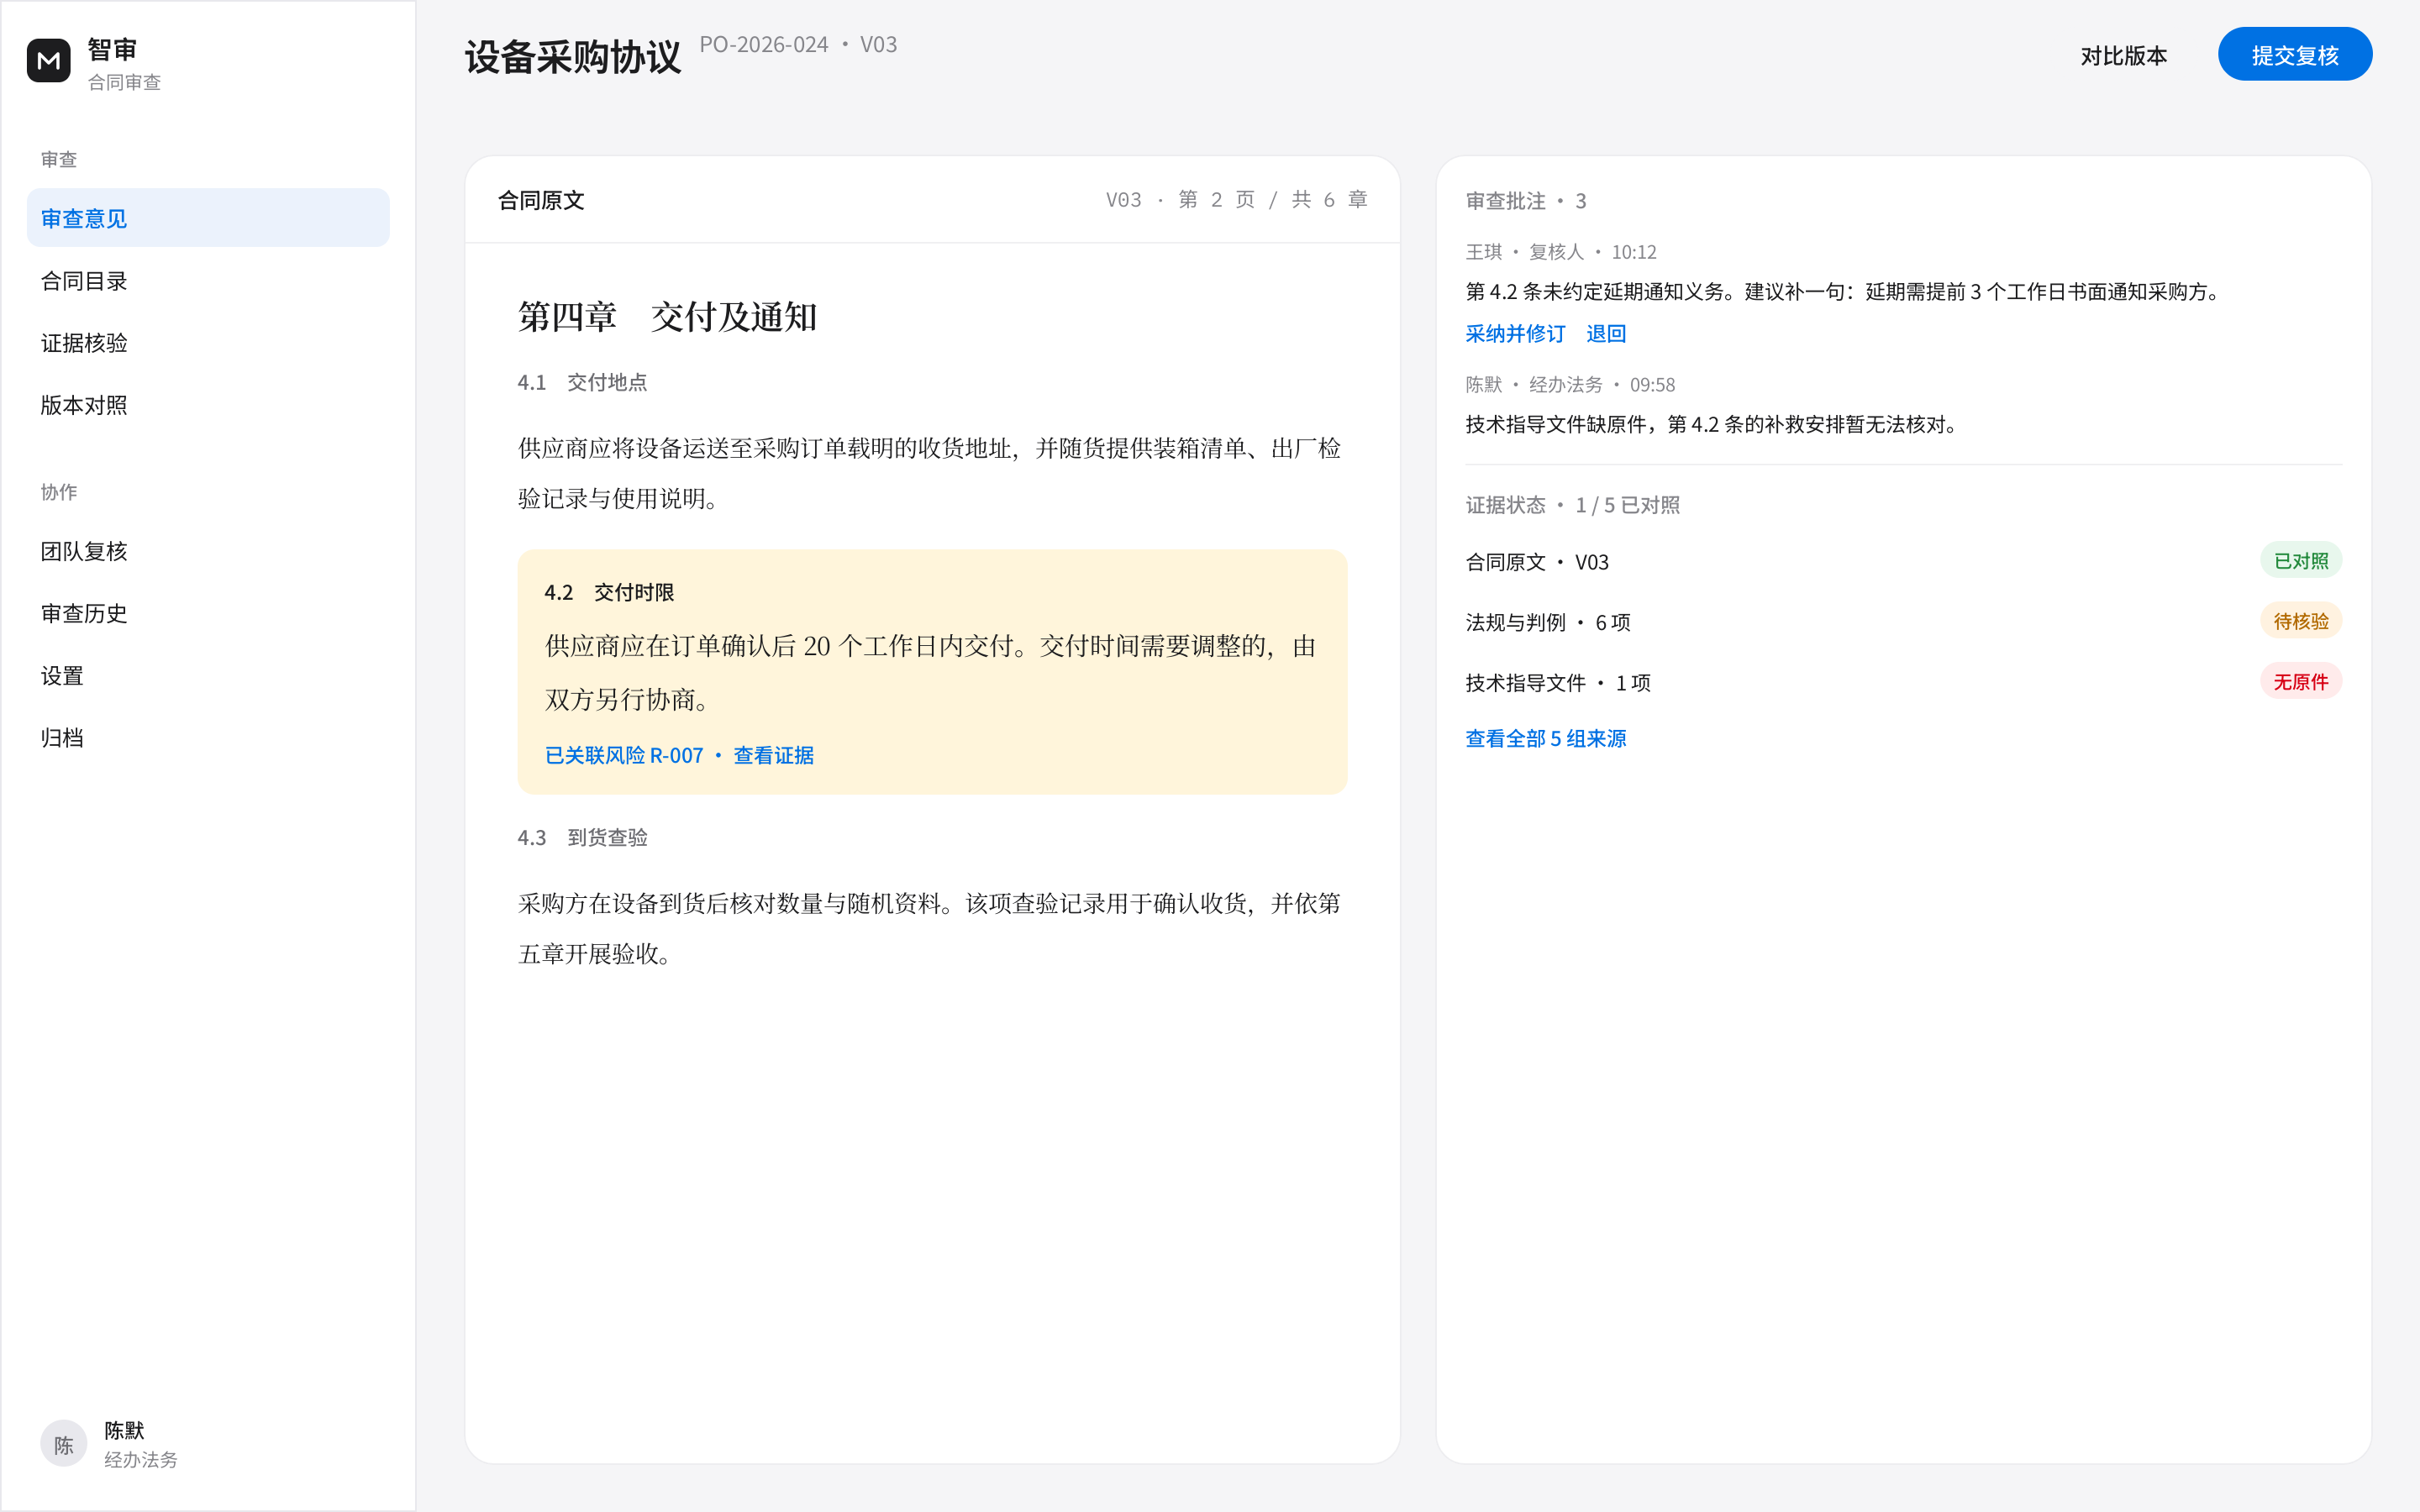 智审
合同审查
审查
审查意见
合同目录
证据核验
版本对照
协作
团队复核
审查历史
设置
归档
陈
陈默
经办法务
设备采购协议 PO-2026-024 · V03
对比版本
提交复核
合同原文
V03 · 第 2 页 / 共 6 章
第四章 交付及通知
4.1 交付地点
供应商应将设备运送至采购订单载明的收货地址，并随货提供装箱清单、出厂检
验记录与使用说明。
4.2 交付时限
供应商应在订单确认后 20 个工作日内交付。交付时间需要调整的，由
双方另行协商。
已关联风险 R-007 · 查看证据
4.3 到货查验
采购方在设备到货后核对数量与随机资料。该项查验记录用于确认收货，并依第
五章开展验收。
审查批注 · 3
王琪 · 复核人 · 10:12
第 4.2 条未约定延期通知义务。建议补一句：延期需提前 3 个工作日书面通知采购方。
采纳并修订 退回
陈默 · 经办法务 · 09:58
技术指导文件缺原件，第 4.2 条的补救安排暂无法核对。
证据状态 · 1 / 5 已对照
合同原文 · V03 已对照
法规与判例 · 6 项 待核验
技术指导文件 · 1 项 无原件
查看全部 5 组来源